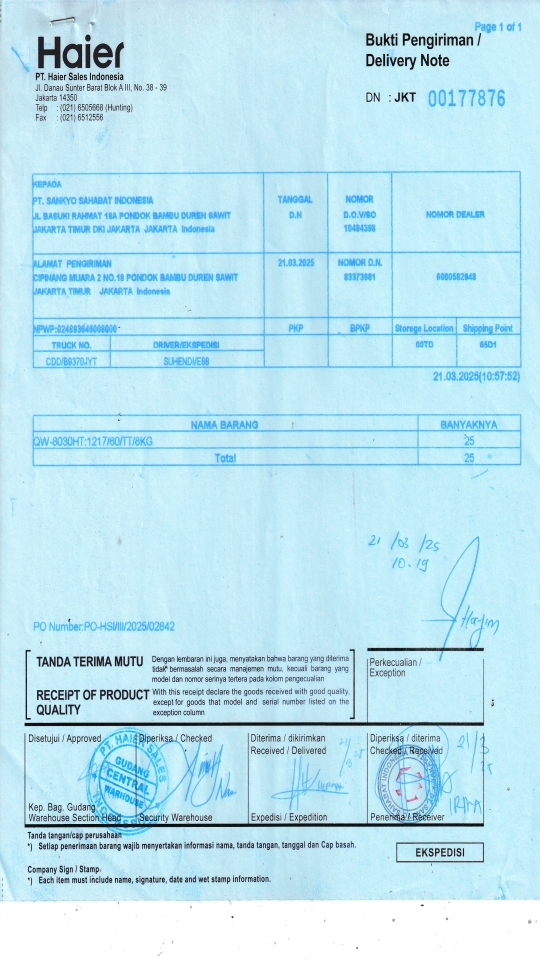 Page 1 of 1
Haier
Bukti Pengiriman /
Delivery Note
PT. Haier Sales Indonesia
Jl. Danau Sunter Barat Blok A III, No. 38 - 39
Jakarta 14350
Telp : (021) 6505668 (Hunting)
Fax : (021) 6512556
DN : JKT 00177876
KEPADA
PT. SANKYO SAHABAT INDONESIA
JL BASUKI RAHMAT 18A PONDOK BAMBU DUREN SAWIT
JAKARTA TIMUR DKI JAKARTA JAKARTA Indonesia
TANGGAL
D.N
NOMOR
D.O.V/SO
NOMOR DEALER
ALAMAT PENGIRIMAN
CIPINANG MUARA 2 NO.18 PONDOK BAMBU DUREN SAWIT
JAKARTA TIMUR JAKARTA Indonesia
21.03.2025
NOMOR D.N.
83373981
NPWP:
PKP
BPKP
Storege Location
Shipping Point
TRUCK NO.
DRIVER/EKSPEDISI
00TD
65D1
CDD/B9370JYT
SUHENDI/E68
21.03.2025(10:57:52)
NAMA BARANG
BANYAKNYA
QW-8030HT:1217/60/TT/8KG
25
Total
25
21/03/25
10.19
PO Number:PO-HSI/III/2025/02642
TANDA TERIMA MUTU
Dengan lembaran ini juga, menyatakan bahwa barang yang diterima
tidak bermasalah secara manajemen mutu, kecuali barang yang
model dan nomor serinya tertera pada kolom pengecualian
RECEIPT OF PRODUCT
QUALITY
With this receipt declare the goods received with good quality,
except for goods that model and serial number listed on the
exception column
Perkecualian /
Exception
Disetujui / Approved
Diperiksa / Checked
Diterima / dikirimkan
Received / Delivered
Diperiksa / diterima
Checked / Received
PT. HAIER SALES
GUDANG
CENTRAL
WAREHOUSE
21/3
25
Kep. Bag. Gudang
Warehouse Section Head
Security Warehouse
Expedisi / Expedition
Penerima / Receiver
Tanda tangan/cap perusahaan
*) Setiap penerimaan barang wajib menyertakan informasi nama, tanda tangan, tanggal dan Cap basah.
EKSPEDISI
Company Sign / Stamp
*) Each item must include name, signature, date and wet stamp information.